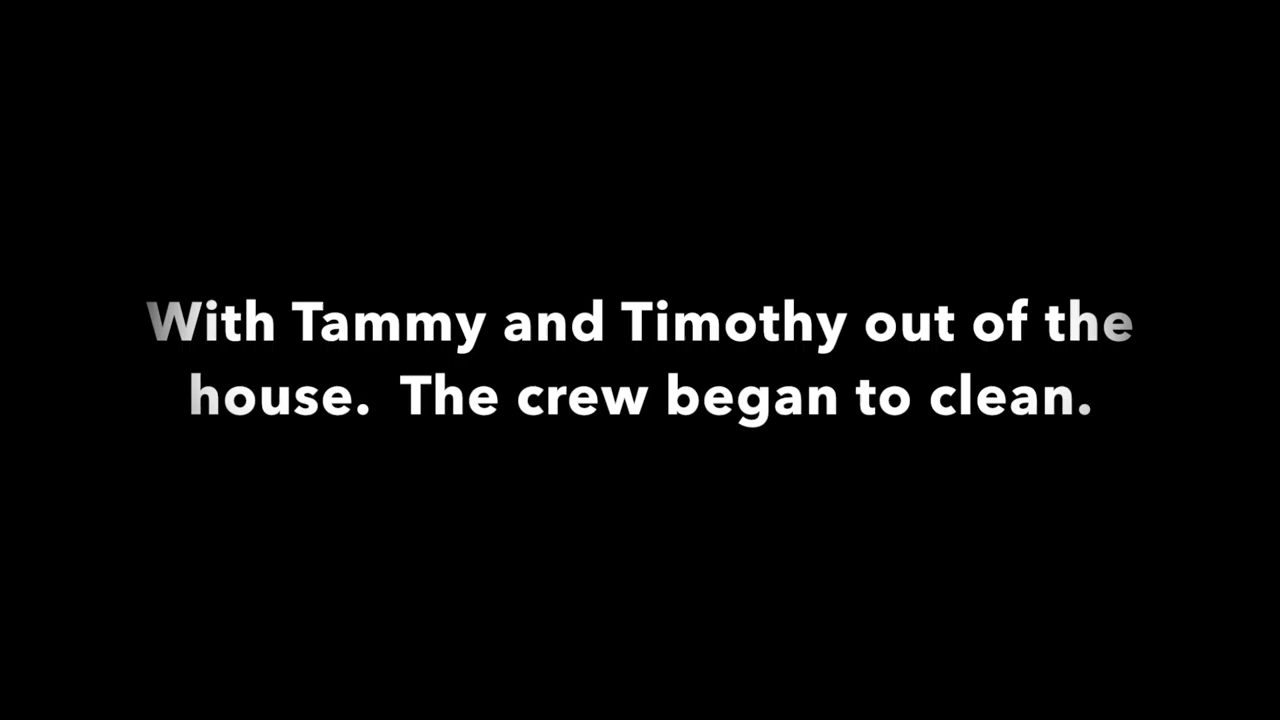 With Tammy and Timothy out of the
house.  The crew began to clean.